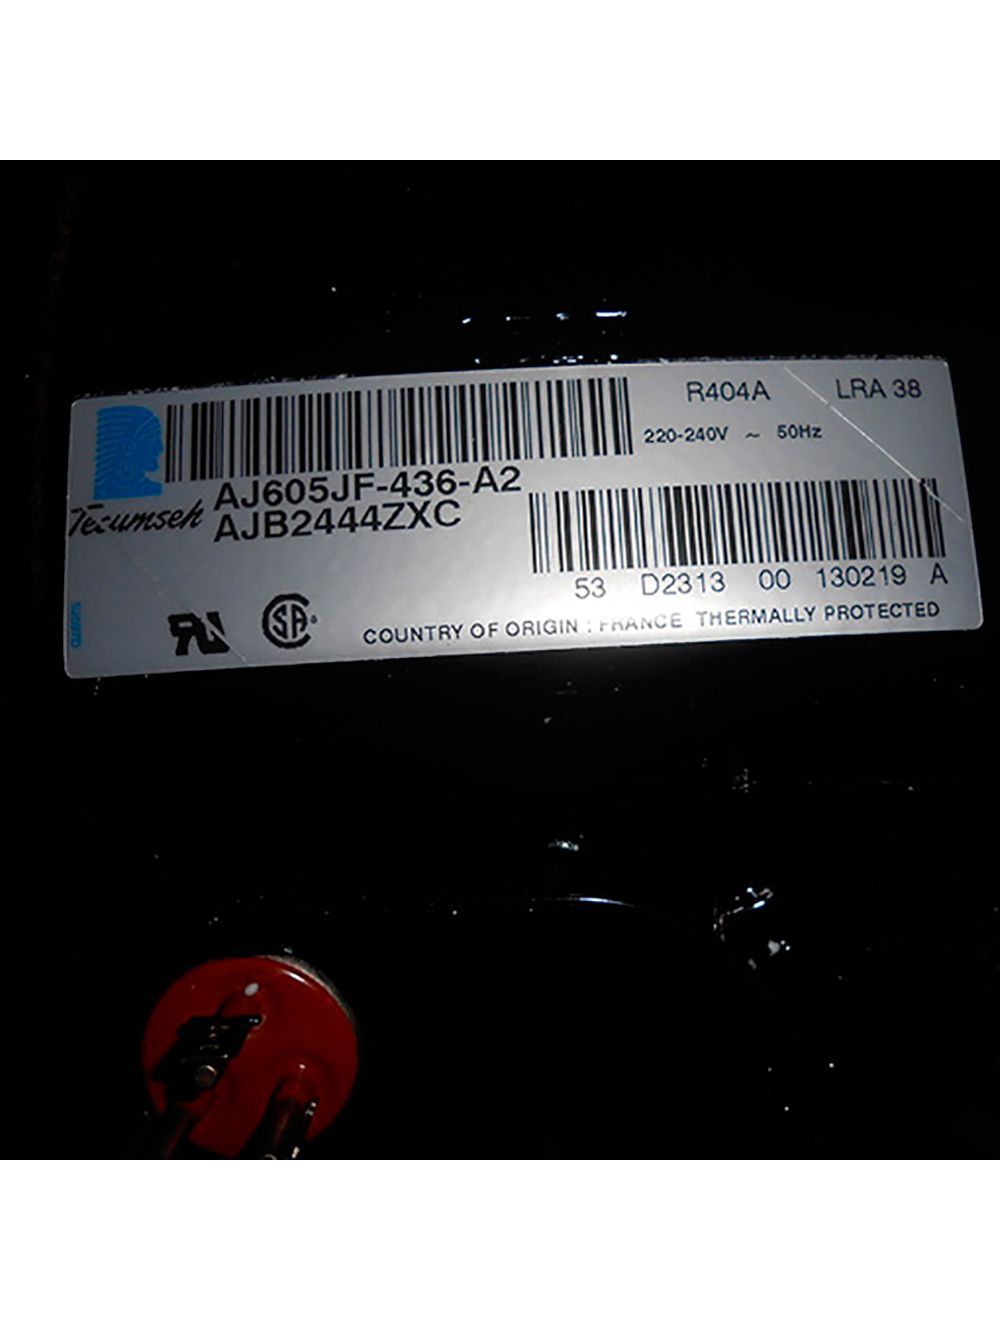 R404A LRA 38
220-240V ~ 50Hz
Tecumseh
AJ605JF-436-A2
AJB2444ZXC
53 D2313 00 130219 A
SA
COUNTRY OF ORIGIN : FRANCE THERMALLY PROTECTED